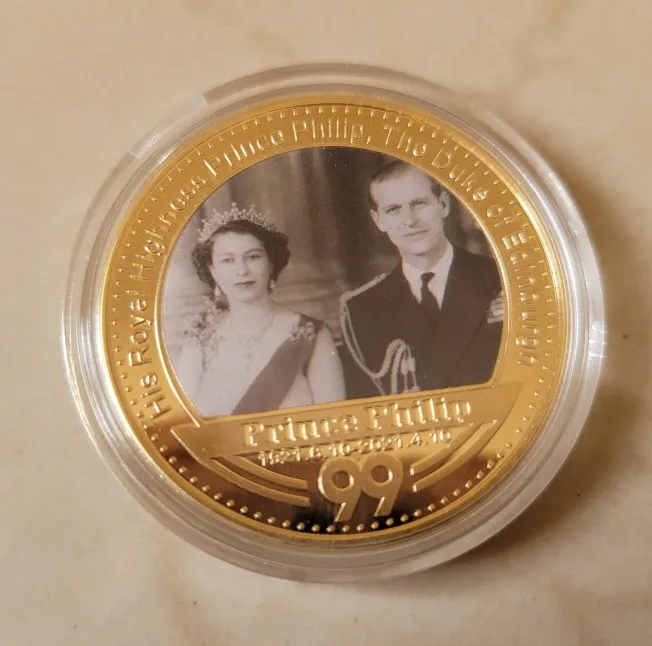 His Royal Highness Prince Philip, The Duke of Edinburgh
Prince Philip
1921.6.10-2021.4.10
99